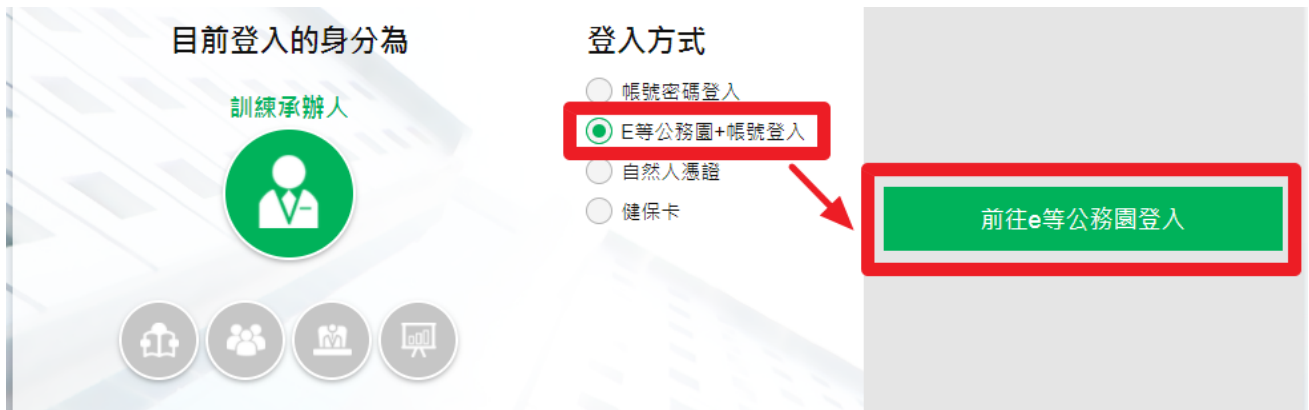 目前登入的身分為
訓練承辦人
登入方式
帳號密碼登入
E等公務園+帳號登入
自然人憑證
健保卡
前往e等公務園登入